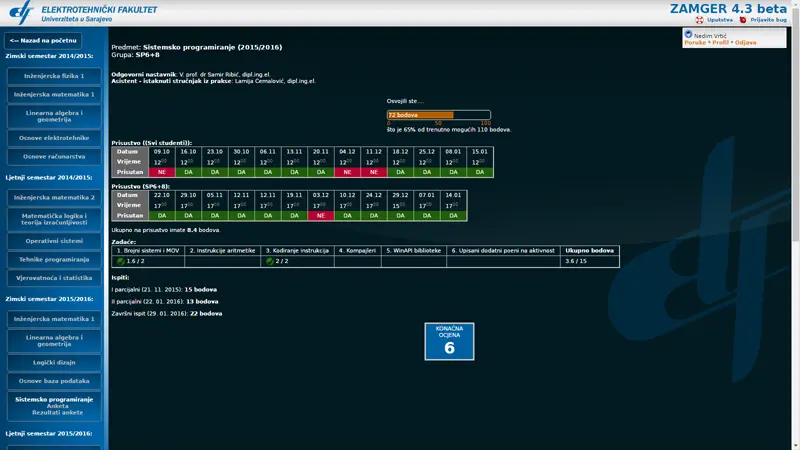 ELEKTROTEHNIČKI FAKULTET
Univerziteta u Sarajevu
ZAMGER 4.3 beta
Uputstva Prijavite bug
Nedim Vrtić
Poruke * Profil * Odjava
<-- Nazad na početnu
Zimski semestar 2014/2015:
Inženjerska fizika 1
Inženjerska matematika 1
Linearna algebra i
geometrija
Osnove elektrotehnike
Osnove računarstva
Ljetnji semestar 2014/2015:
Inženjerska matematika 2
Matematička logika i
teorija izračunljivosti
Operativni sistemi
Tehnike programiranja
Vjerovatnoća i statistika
Zimski semestar 2015/2016:
Inženjerska matematika 1
Linearna algebra i
geometrija
Logički dizajn
Osnove baza podataka
Sistemsko programiranje
Anketa
Rezultati ankete
Ljetnji semestar 2015/2016:
Predmet: Sistemsko programiranje (2015/2016)
Grupa: SP6+8
Odgovorni nastavnik: V. prof. dr Samir Ribić, dipl.ing.el.
Asistent - istaknuti stručnjak iz prakse: Lamija Ćemalović, dipl.ing.el.
Osvojili ste....
72 bodova
0 50 100
što je 65% od trenutno mogućih 110 bodova.
Prisustvo ((Svi studenti)):
Datum 09.10 16.10 23.10 30.10 06.11 13.11 20.11 04.12 11.12 18.12 25.12 08.01 15.01
Vrijeme 12 00 12 00 12 00 12 00 12 00 12 00 12 00 12 00 12 00 12 00 12 00 12 00 12 00
Prisutan NE DA DA DA DA DA DA NE NE DA DA DA DA
Prisustvo (SP6+8):
Datum 22.10 29.10 05.11 12.11 12.11 19.11 03.12 10.12 24.12 29.12 07.01 14.01
Vrijeme 17 00 17 00 17 00 17 00 17 00 17 00 17 00 17 00 17 00 15 00 17 00 17 00
Prisutan DA DA DA DA DA DA NE DA DA DA DA DA
Ukupno na prisustvo imate 8.4 bodova.
Zadaće:
1. Brojni sistemi i MOV 2. Instrukcije aritmetike 3. Kodiranje instrukcija 4. Kompajleri 5. WinAPI biblioteke 6. Upisani dodatni poeni na aktivnost Ukupno bodova
1.6 / 2 2 / 2 3.6 / 15
Ispiti:
I parcijalni (21. 11. 2015): 15 bodova
II parcijalni (22. 01. 2016): 13 bodova
Završni ispit (29. 01. 2016): 22 bodova
KONAČNA
OCJENA
6